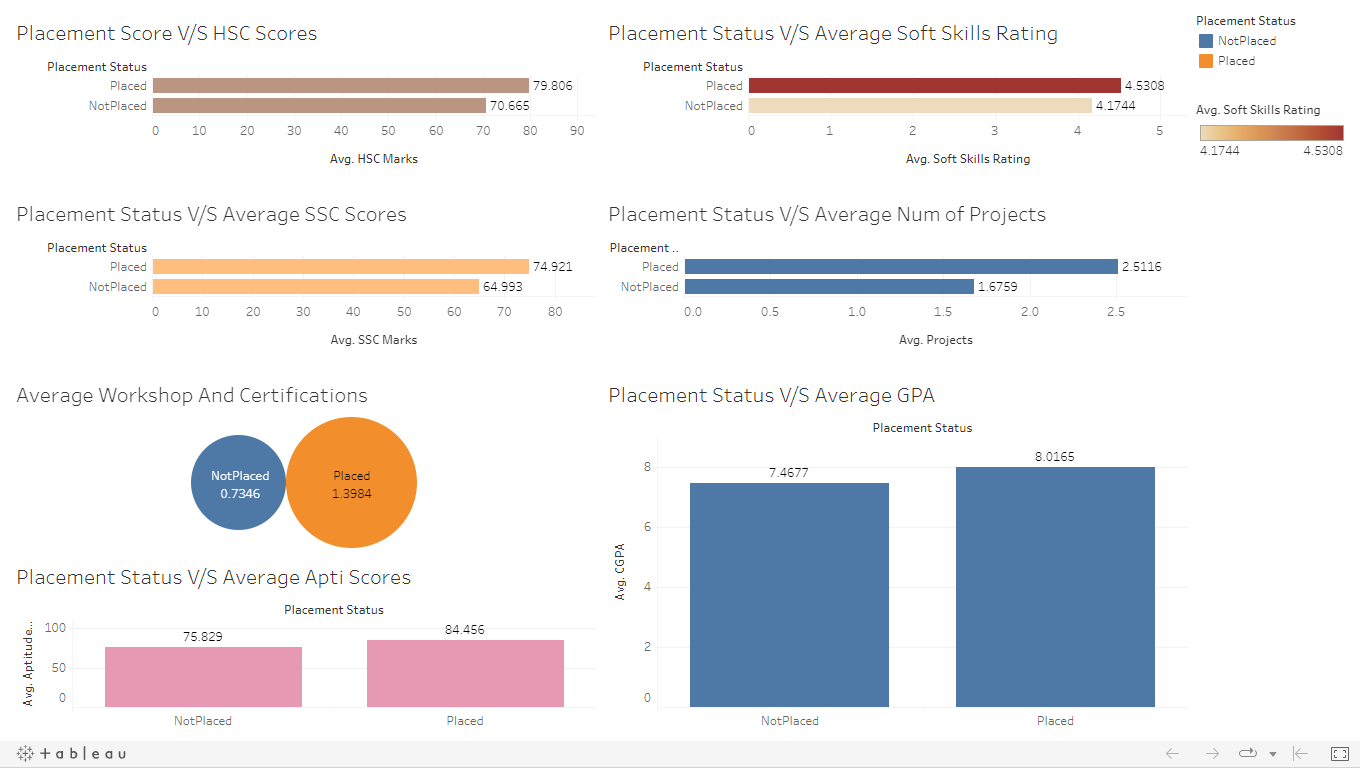 Placement Score V/S HSC Scores
Placement Status
Placed
79.806
NotPlaced
70.665
0 10 20 30 40 50 60 70 80 90
Avg. HSC Marks
Placement Status V/S Average Soft Skills Rating
Placement Status
Placed
4.5308
NotPlaced
4.1744
0 1 2 3 4 5
Avg. Soft Skills Rating
Placement Status
NotPlaced
Placed
Avg. Soft Skills Rating
4.1744 4.5308
Placement Status V/S Average SSC Scores
Placement Status
Placed
74.921
NotPlaced
64.993
0 10 20 30 40 50 60 70 80
Avg. SSC Marks
Placement Status V/S Average Num of Projects
Placement ..
Placed
2.5116
NotPlaced
1.6759
0.0 0.5 1.0 1.5 2.0 2.5
Avg. Projects
Average Workshop And Certifications
NotPlaced
0.7346
Placed
1.3984
Placement Status V/S Average Apti Scores
Placement Status
Avg. Aptitude...
100
50
0
75.829
84.456
NotPlaced Placed
Placement Status V/S Average GPA
Placement Status
Avg. CGPA
8
6
4
2
0
7.4677
8.0165
NotPlaced Placed
+ableau